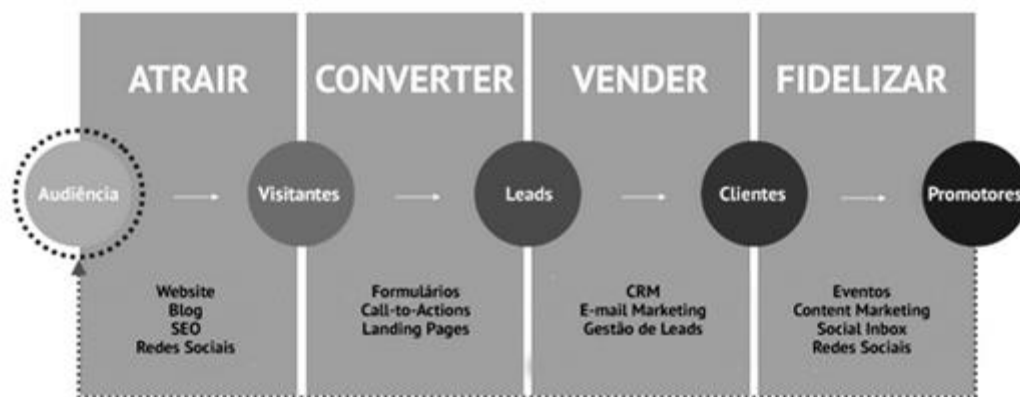 ATRAIR
CONVERTER
VENDER
FIDELIZAR
Audiência
Visitantes
Leads
Clientes
Promotores
Website
Blog
SEO
Redes Sociais
Formulários
Call-to-Actions
Landing Pages
CRM
E-mail Marketing
Gestão de Leads
Eventos
Content Marketing
Social Inbox
Redes Sociais